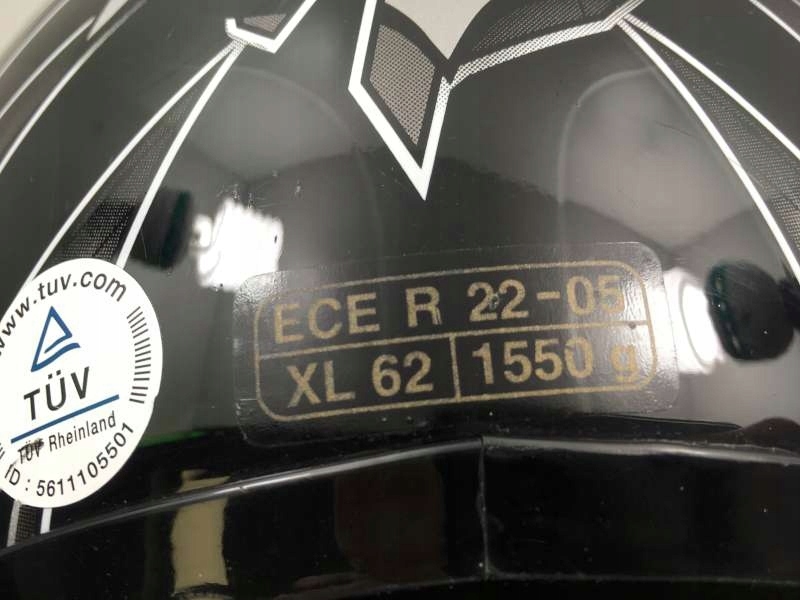 www.tuv.com
TÜV
TÜV Rheinland
ID: 5611105501
ECE R 22-05
XL 62
1550 g